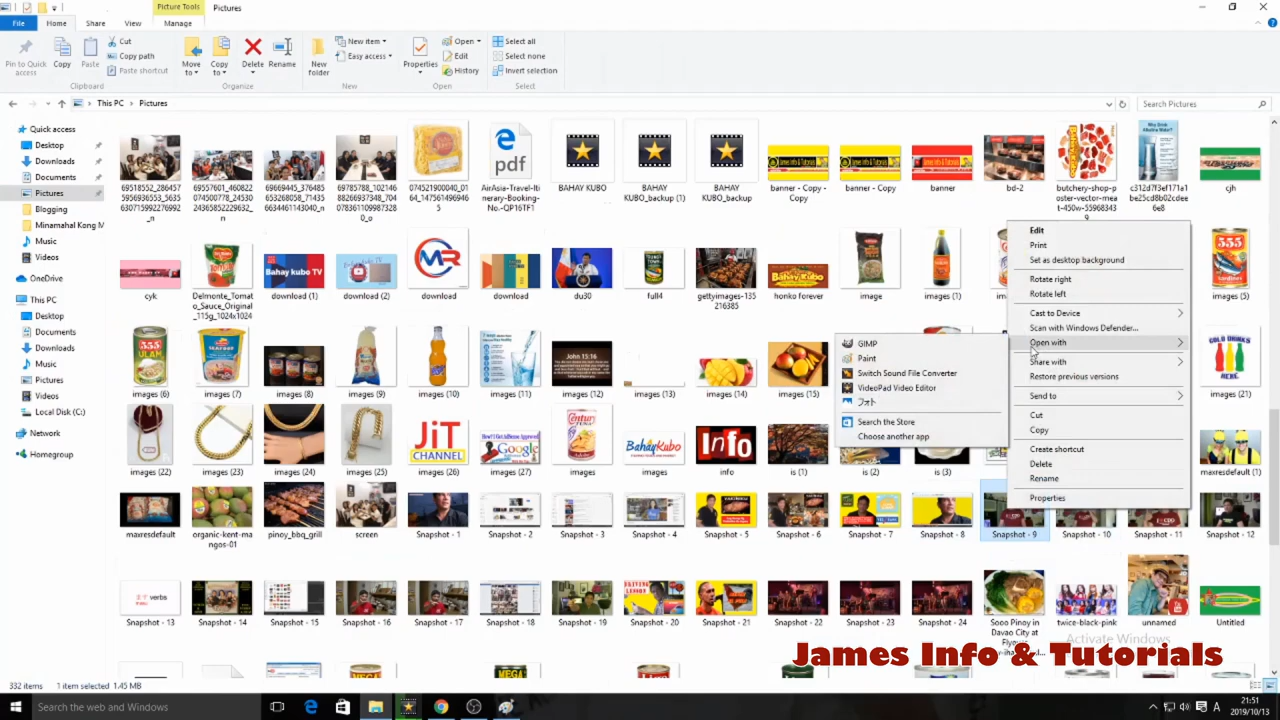 Picture Tools
Pictures
File
Home
Share
View
Manage
Pin to Quick access
Copy
Paste
Cut
Copy path
Paste shortcut
Clipboard
Move to
Copy to
Delete
Rename
Organize
New folder
New item
Easy access
New
Properties
Open
Edit
History
Open
Select all
Select none
Invert selection
Select
This PC
Pictures
Search Pictures
Quick access
Desktop
Downloads
Documents
Pictures
Blogging
Minamahal Kong M
Music
Videos
OneDrive
This PC
Desktop
Documents
Downloads
Music
Pictures
Videos
Local Disk (C:)
Network
Homegroup
pdf
BAHAY KUBO
BAHAY KUBO_backup (1)
BAHAY KUBO_backup
banner - Copy - Copy
banner - Copy
banner
bd-2
cjh
cyk
Delmonte_Tomato_Sauce_Original_115g_1024x1024
download (1)
download (2)
download
download
du30
full4
gettyimages-135216385
honko forever
image
images (1)
images (5)
images (6)
images (7)
images (8)
images (9)
images (10)
images (11)
images (12)
images (13)
images (14)
images (15)
images (21)
images (22)
images (23)
images (24)
images (25)
images (26)
images (27)
images
images
info
is (1)
is (2)
is (3)
maxresdefault (1)
maxresdefault
organic-kent-mangos-01
pinoy_bbq_grill
screen
Snapshot - 1
Snapshot - 2
Snapshot - 3
Snapshot - 4
Snapshot - 5
Snapshot - 6
Snapshot - 7
Snapshot - 8
Snapshot - 9
Snapshot - 10
Snapshot - 11
Snapshot - 12
Snapshot - 13
Snapshot - 14
Snapshot - 15
Snapshot - 16
Snapshot - 17
Snapshot - 18
Snapshot - 19
Snapshot - 20
Snapshot - 21
Snapshot - 22
Snapshot - 23
Snapshot - 24
twice-black-pink
unnamed
Untitled
Edit
Print
Set as desktop background
Rotate right
Rotate left
Cast to Device
Scan with Windows Defender...
Open with
Share with
Restore previous versions
Send to
Cut
Copy
Create shortcut
Delete
Rename
Properties
GIMP
Paint
Switch Sound File Converter
VideoPad Video Editor
フォト
Search the Store
Choose another app
Activate Windows
James Info & Tutorials
332 items
1 item selected 1.45 MB
Search the web and Windows
21:51
2019/10/13